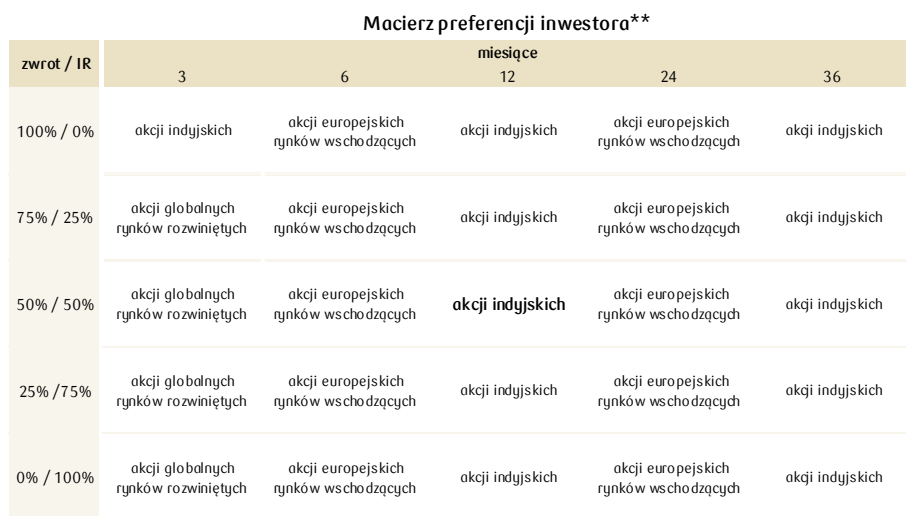 Macierz preferencji inwestora**
zwrot / IR
miesiące
3 6 12 24 36
100% / 0%
akcji indyjskich
akcji europejskich
rynków wschodzących
akcji indyjskich
akcji europejskich
rynków wschodzących
akcji indyjskich
75% / 25%
akcji globalnych
rynków rozwiniętych
akcji europejskich
rynków wschodzących
akcji indyjskich
akcji europejskich
rynków wschodzących
akcji indyjskich
50% / 50%
akcji globalnych
rynków rozwiniętych
akcji europejskich
rynków wschodzących
akcji indyjskich
akcji europejskich
rynków wschodzących
akcji indyjskich
25% /75%
akcji globalnych
rynków rozwiniętych
akcji europejskich
rynków wschodzących
akcji indyjskich
akcji europejskich
rynków wschodzących
akcji indyjskich
0% / 100%
akcji globalnych
rynków rozwiniętych
akcji europejskich
rynków wschodzących
akcji indyjskich
akcji europejskich
rynków wschodzących
akcji indyjskich